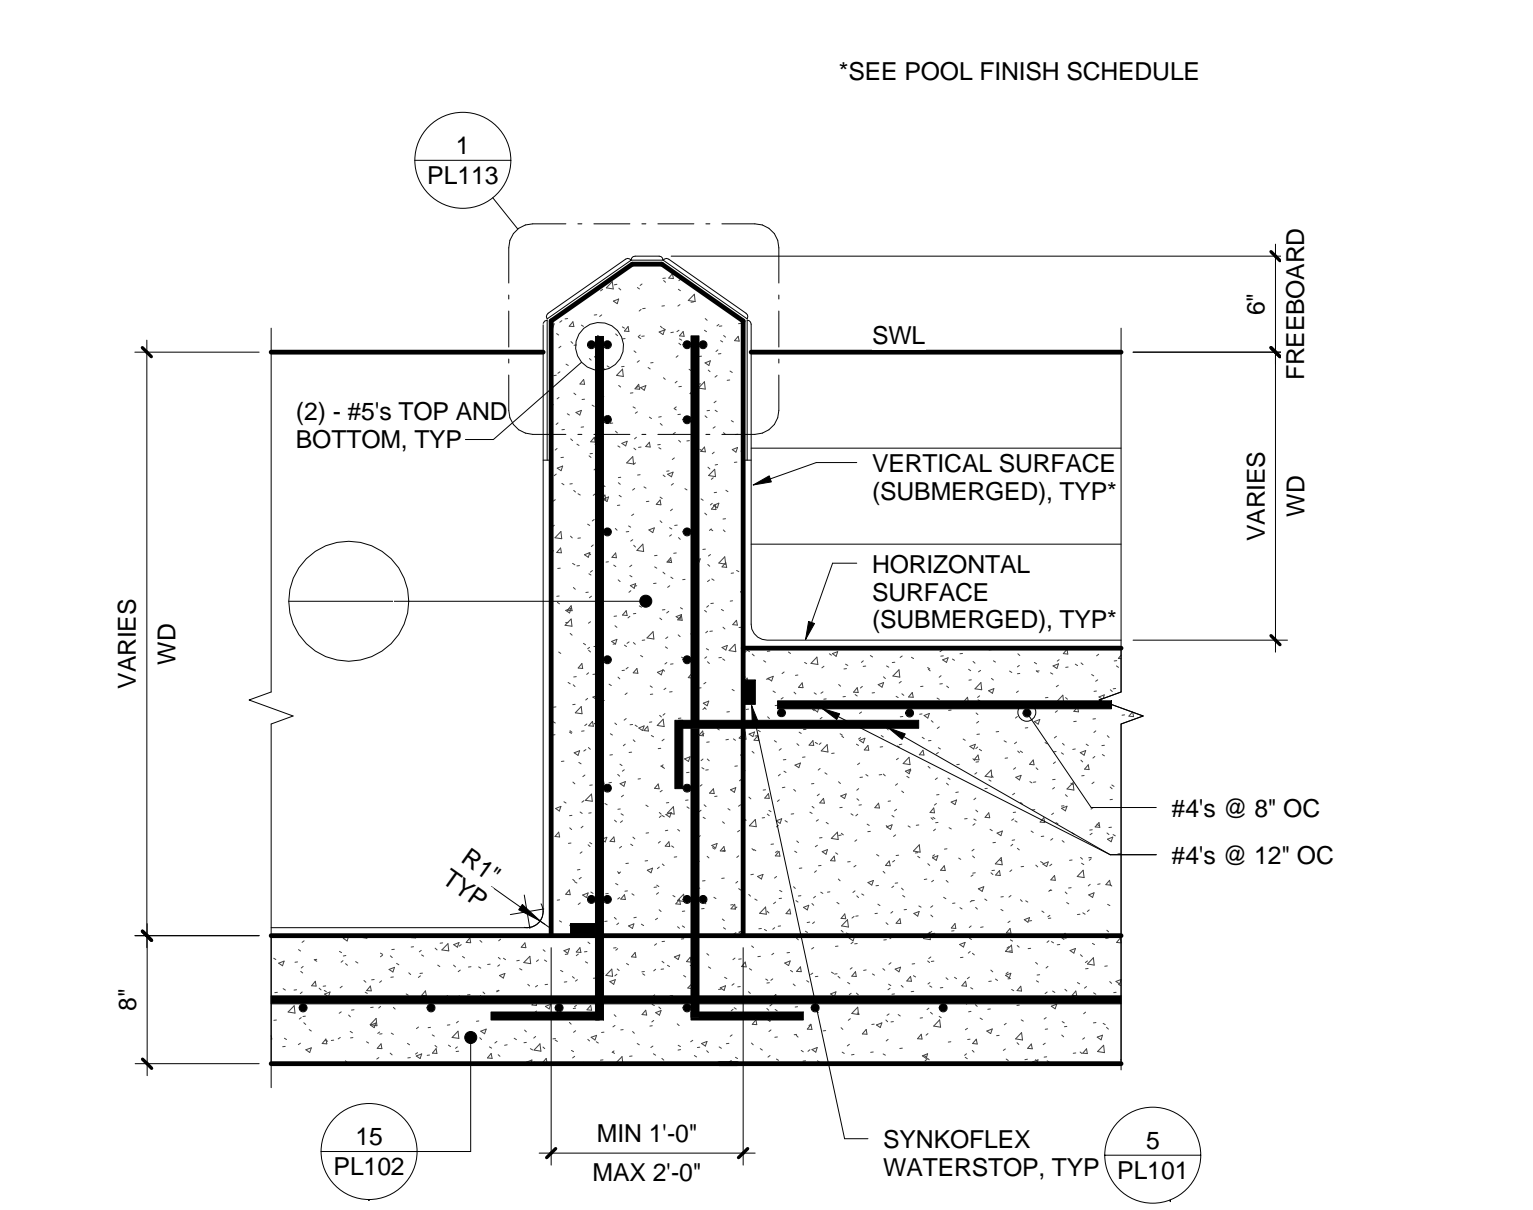 *SEE POOL FINISH SCHEDULE
1
PL113
6"
FREEBOARD
SWL
(2) - #5's TOP AND
BOTTOM, TYP
VERTICAL SURFACE
(SUBMERGED), TYP*
VARIES
WD
HORIZONTAL
SURFACE
(SUBMERGED), TYP*
VARIES
WD
#4's @ 8" OC
#4's @ 12" OC
R1"
TYP
8"
15
PL102
MIN 1'-0"
MAX 2'-0"
SYNKOFLEX
WATERSTOP, TYP
5
PL101